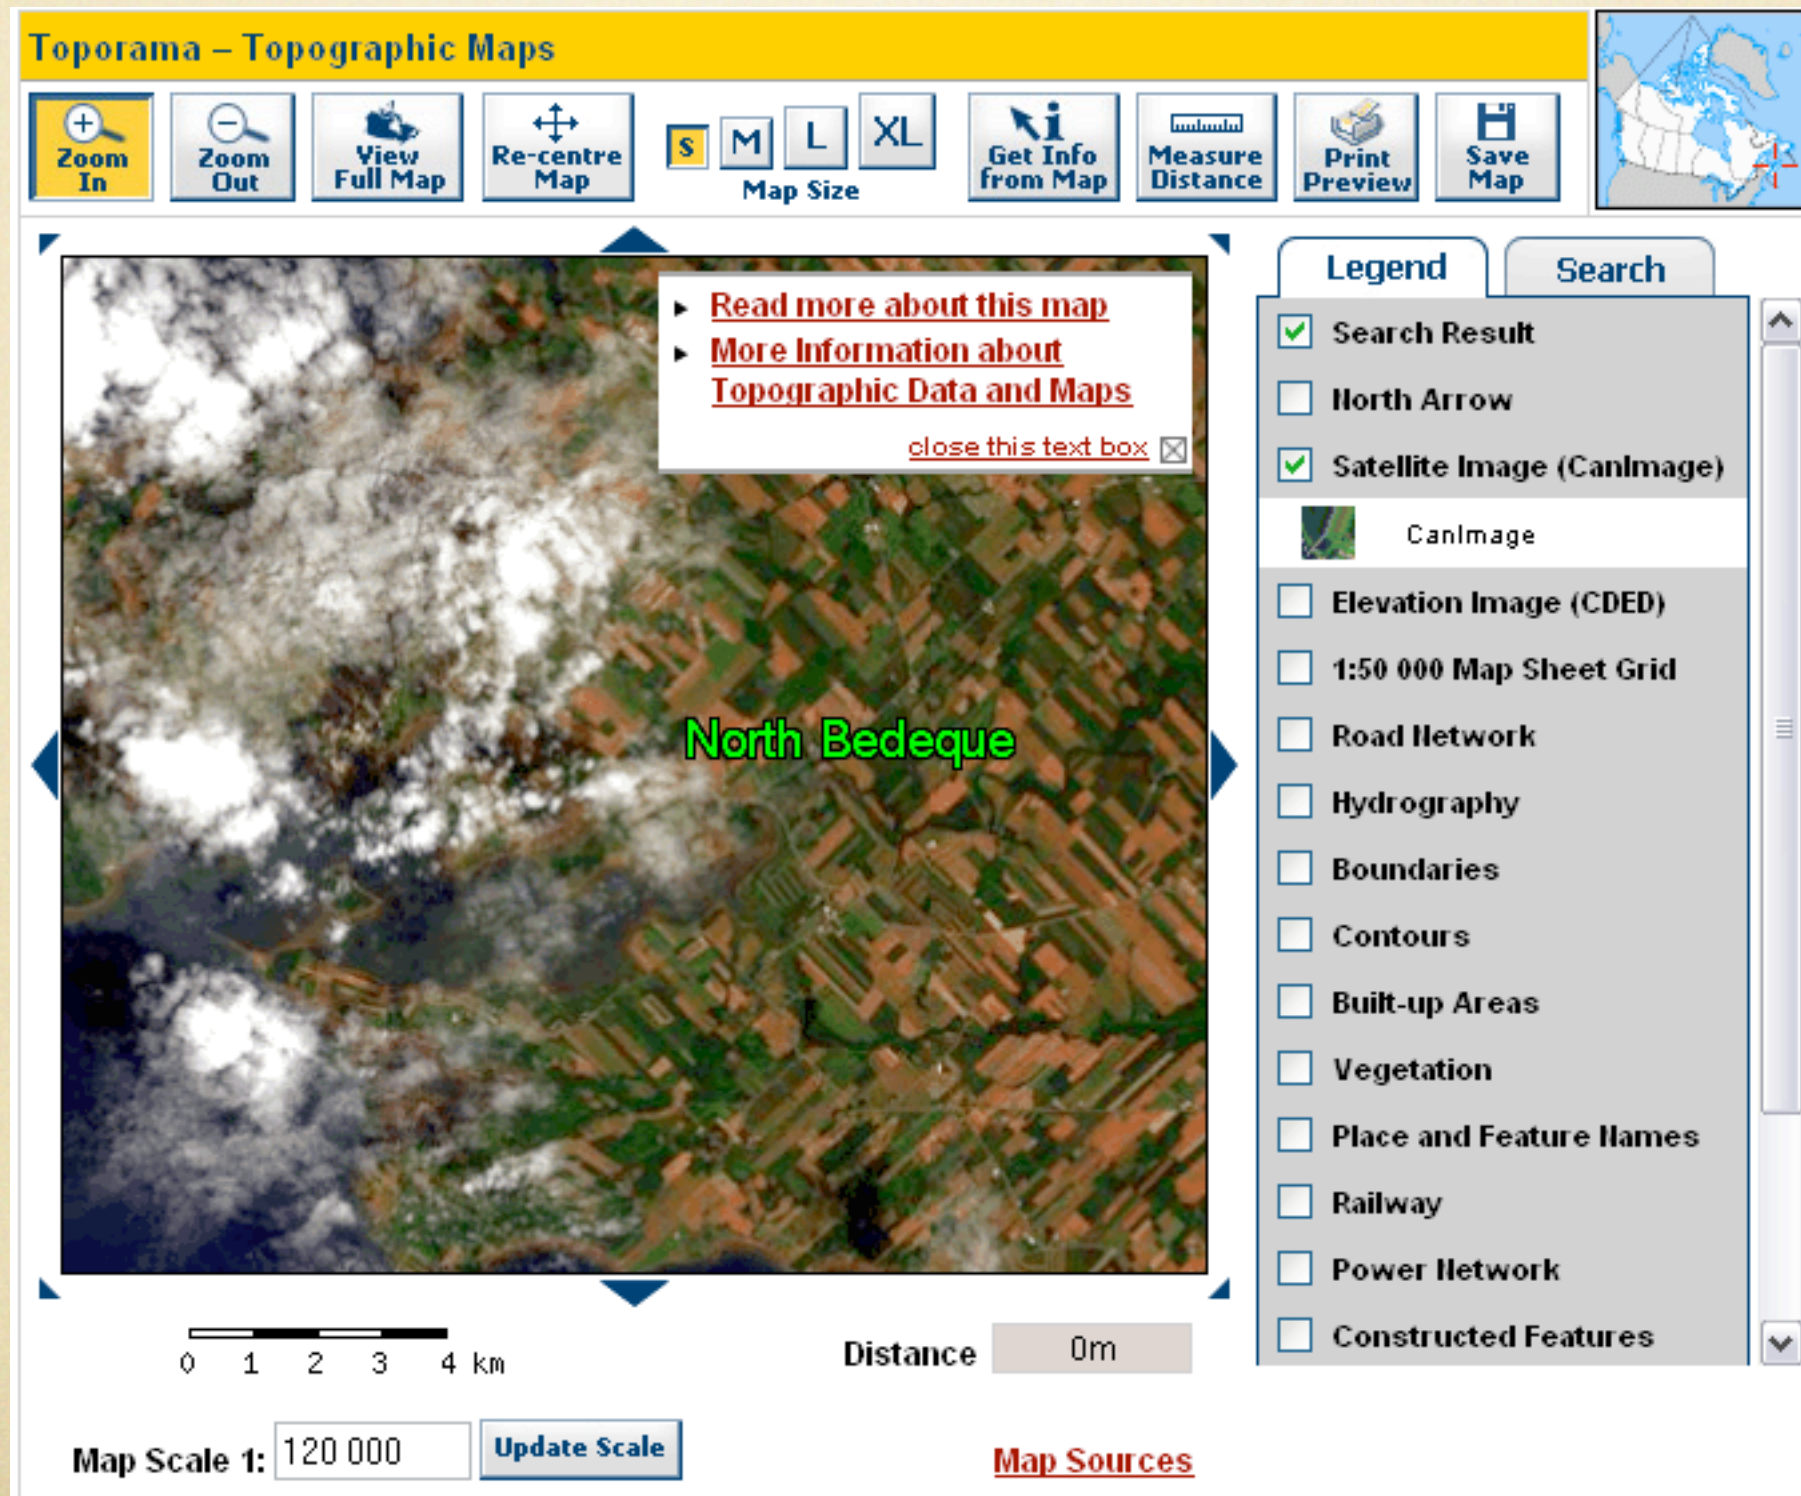 Toporama – Topographic Maps
Zoom In
Zoom Out
View Full Map
Re-centre Map
S M L XL
Map Size
Get Info from Map
Measure Distance
Print Preview
Save Map
Read more about this map
More Information about
Topographic Data and Maps
close this text box
North Bedeque
Legend
Search
Search Result
North Arrow
Satellite Image (CanImage)
CanImage
Elevation Image (CDED)
1:50 000 Map Sheet Grid
Road Network
Hydrography
Boundaries
Contours
Built-up Areas
Vegetation
Place and Feature Names
Railway
Power Network
Constructed Features
0 1 2 3 4 km
Distance 0m
Map Scale 1: 120 000 Update Scale
Map Sources